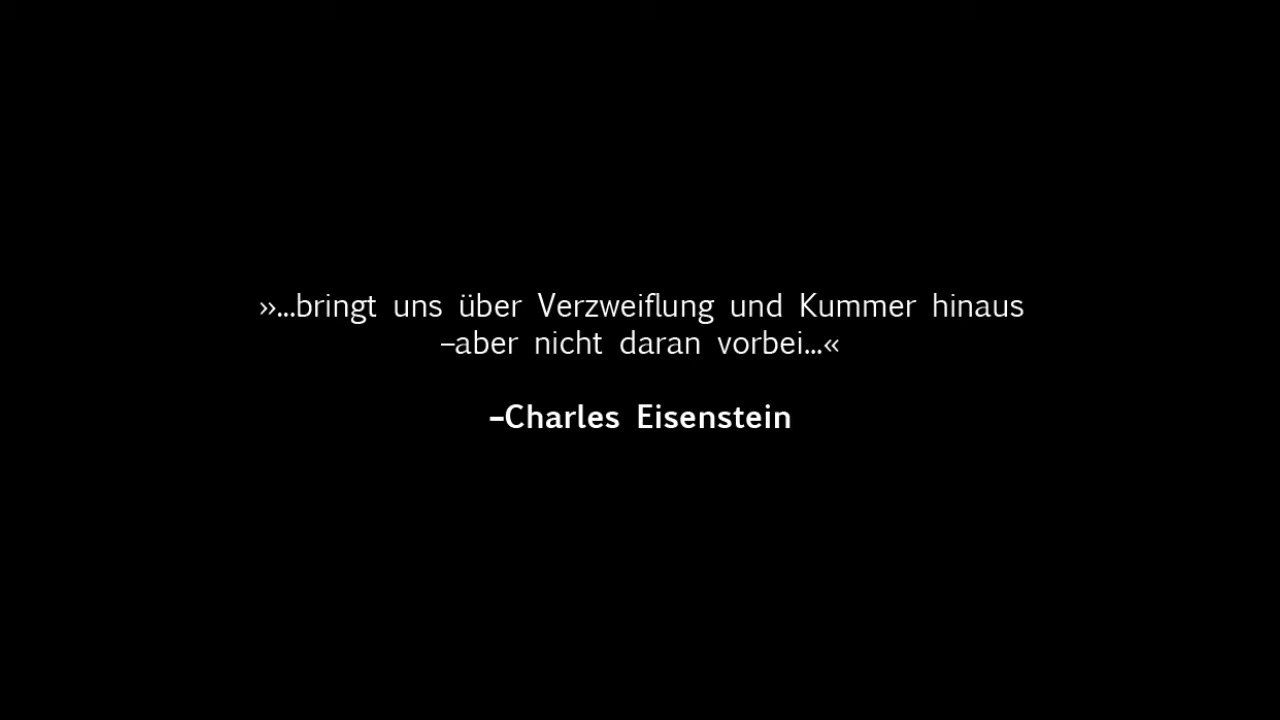 »...bringt uns über Verzweiflung und Kummer hinaus
–aber nicht daran vorbei...«
–Charles Eisenstein